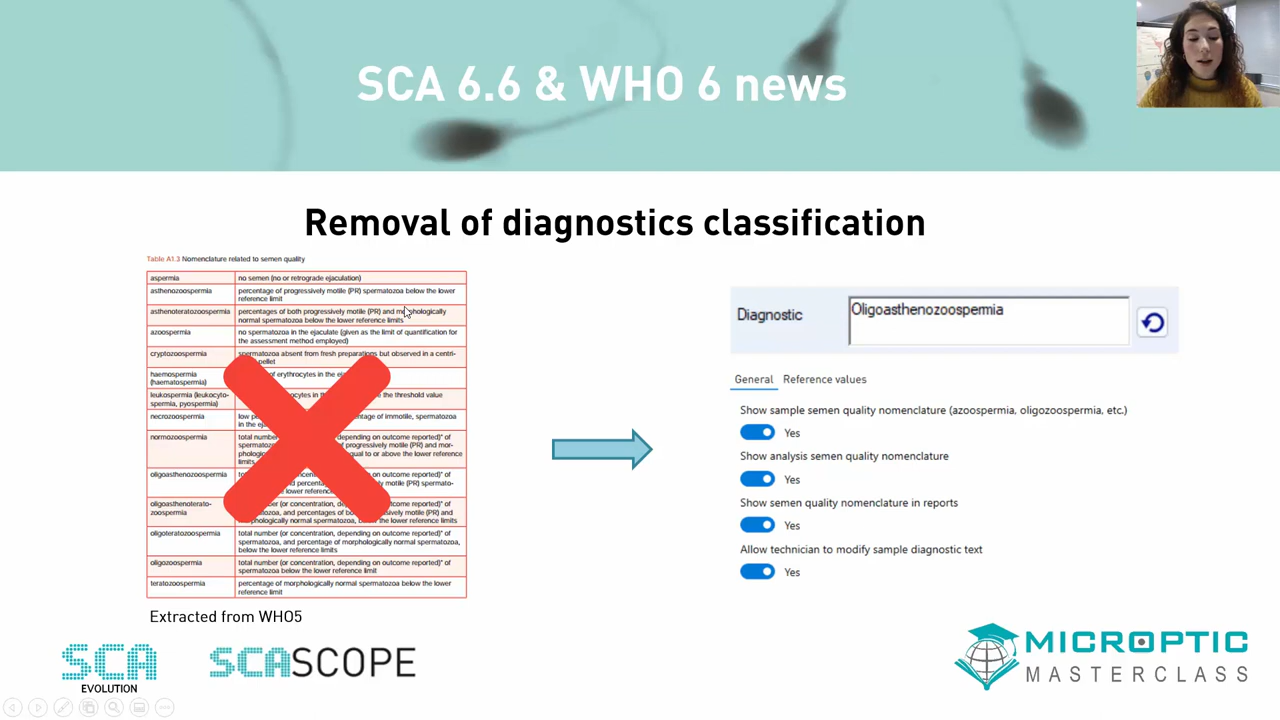 SCA 6.6 & WHO 6 news
Removal of diagnostics classification
Table A1.3 Nomenclature related to semen quality
aspermia no semen (no or retrograde ejaculation)
asthenozoospermia percentage of progressively motile (PR) spermatozoa below the lower
reference limit
asthenoteratozoospermia percentages of both progressively motile (PR) and morphologically
normal spermatozoa below the lower reference limits
azoospermia no spermatozoa in the ejaculate (given as the limit of quantification for
the assessment method employed)
cryptozoospermia spermatozoa absent from fresh preparations but observed in a centri-
pellet
haemospermia of erythrocytes in the
(haematospermia)
leukospermia (leukocyto- in the threshold value
spermia, pyospermia)
necrozoospermia low of immotile, spermatozoa
in the
normozoospermia total number depending on outcome reported)* of
spermatozoa of progressively motile (PR) and mor-
equal to or above the lower reference
limits
oligoasthenozoospermia on outcome reported)* of
motile (PR) spermato-
lower reference
oligoasthenoterato- number (or concentration, of
zoospermia spermatozoa, and percentages of both motile (PR) and
morphologically normal spermatozoa, the lower reference limits
oligoteratozoospermia total number (or concentration, depending on outcome reported)* of
spermatozoa, and percentage of morphologically normal spermatozoa,
below the lower reference limits
oligozoospermia total number (or concentration, depending on outcome reported)* of
spermatozoa below the lower reference limit
teratozoospermia percentage of morphologically normal spermatozoa below the lower
reference limit
Extracted from WHO5
Diagnostic Oligoasthenozoospermia
General Reference values
Show sample semen quality nomenclature (azoospermia, oligozoospermia, etc.)
Yes
Show analysis semen quality nomenclature
Yes
Show semen quality nomenclature in reports
Yes
Allow technician to modify sample diagnostic text
Yes
SCA
EVOLUTION
SCASCOPE
MICROPTIC
MASTERCLASS